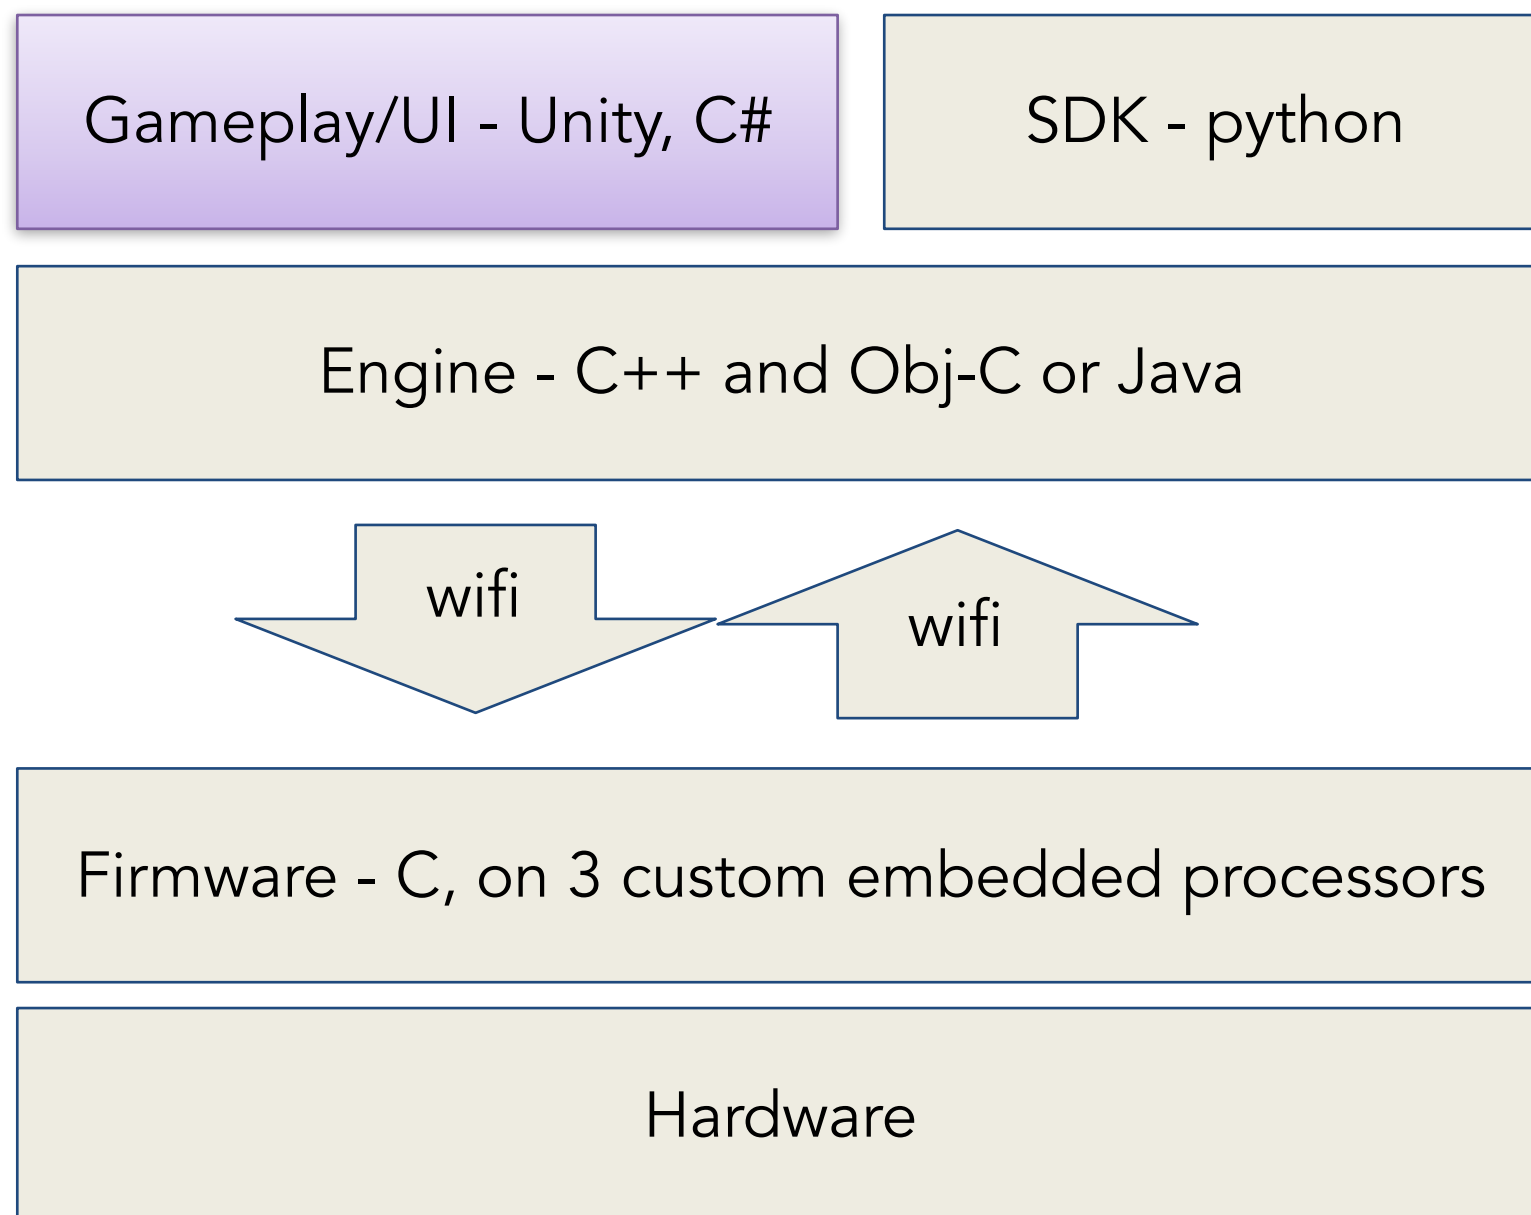 Gameplay/UI - Unity, C#
SDK - python
Engine - C++ and Obj-C or Java
wifi
wifi
Firmware - C, on 3 custom embedded processors
Hardware